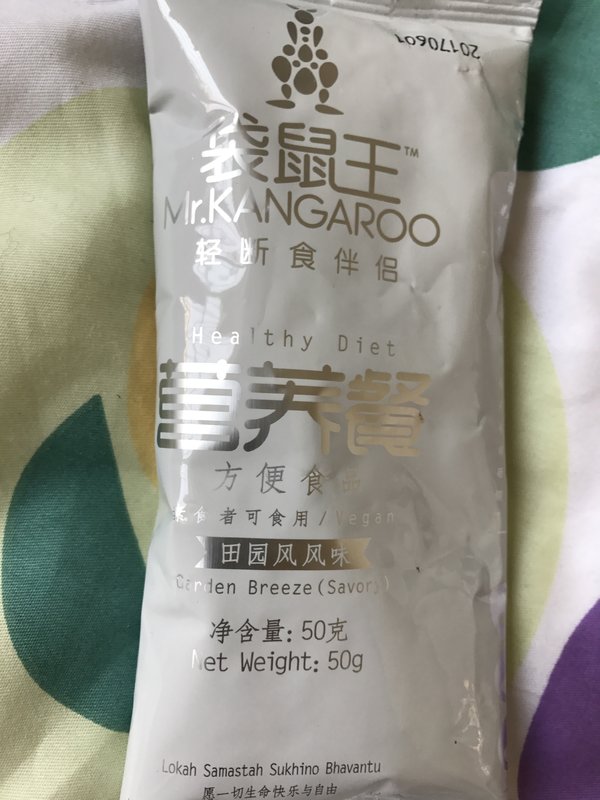 20170601
袋鼠王™
Mr.KANGAROO
轻断食伴侣
Healthy Diet
营养餐
方便食品
素食者可食用/Vegan
田园风风味
Garden Breeze(Savory)
净含量:50克
Net Weight:50g
Lokah Samastah Sukhino Bhavantu
愿一切生命快乐与自由